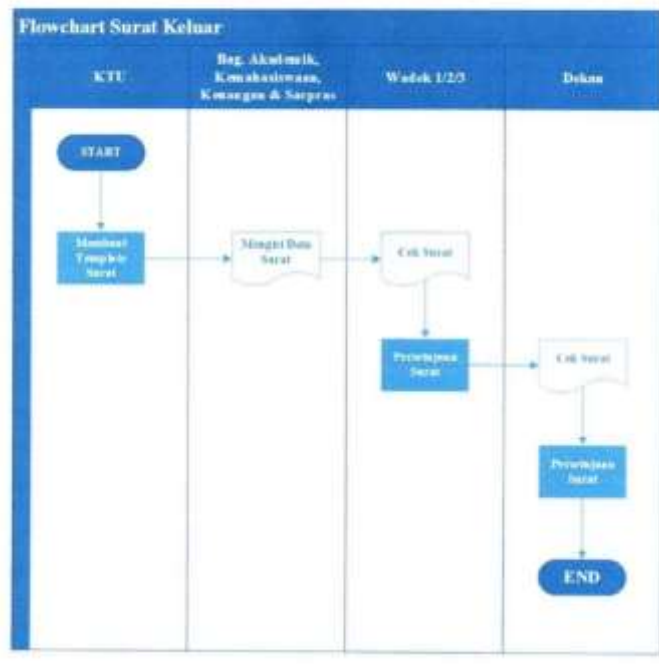 Flowchart Surat Keluar
KTU
Bag. Akademik,
Kemahasiswaan,
Keuangan & Sarpras
Wadek 1/2/3
Dekan
START
Membuat
Template
Surat
Mengisi Data
Surat
Cek Surat
Persetujuan
Surat
Cek Surat
Persetujuan
Surat
END